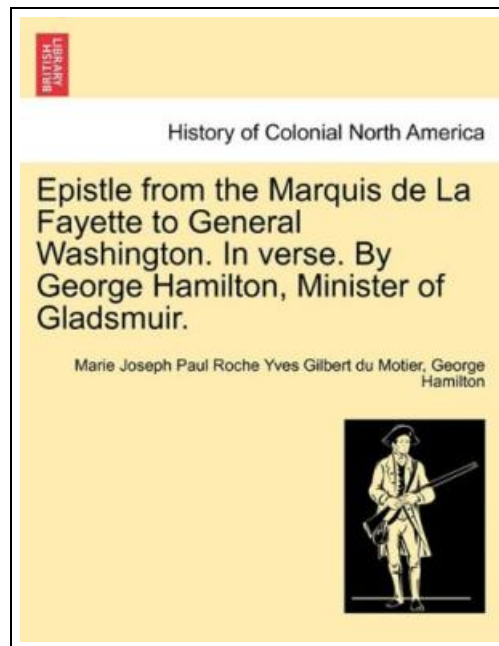 BRITISH
LIBRARY
History of Colonial North America
Epistle from the Marquis de La
Fayette to General
Washington. In verse. By
George Hamilton, Minister of
Gladsmuir.
Marie Joseph Paul Roche Yves Gilbert du Motier, George
Hamilton